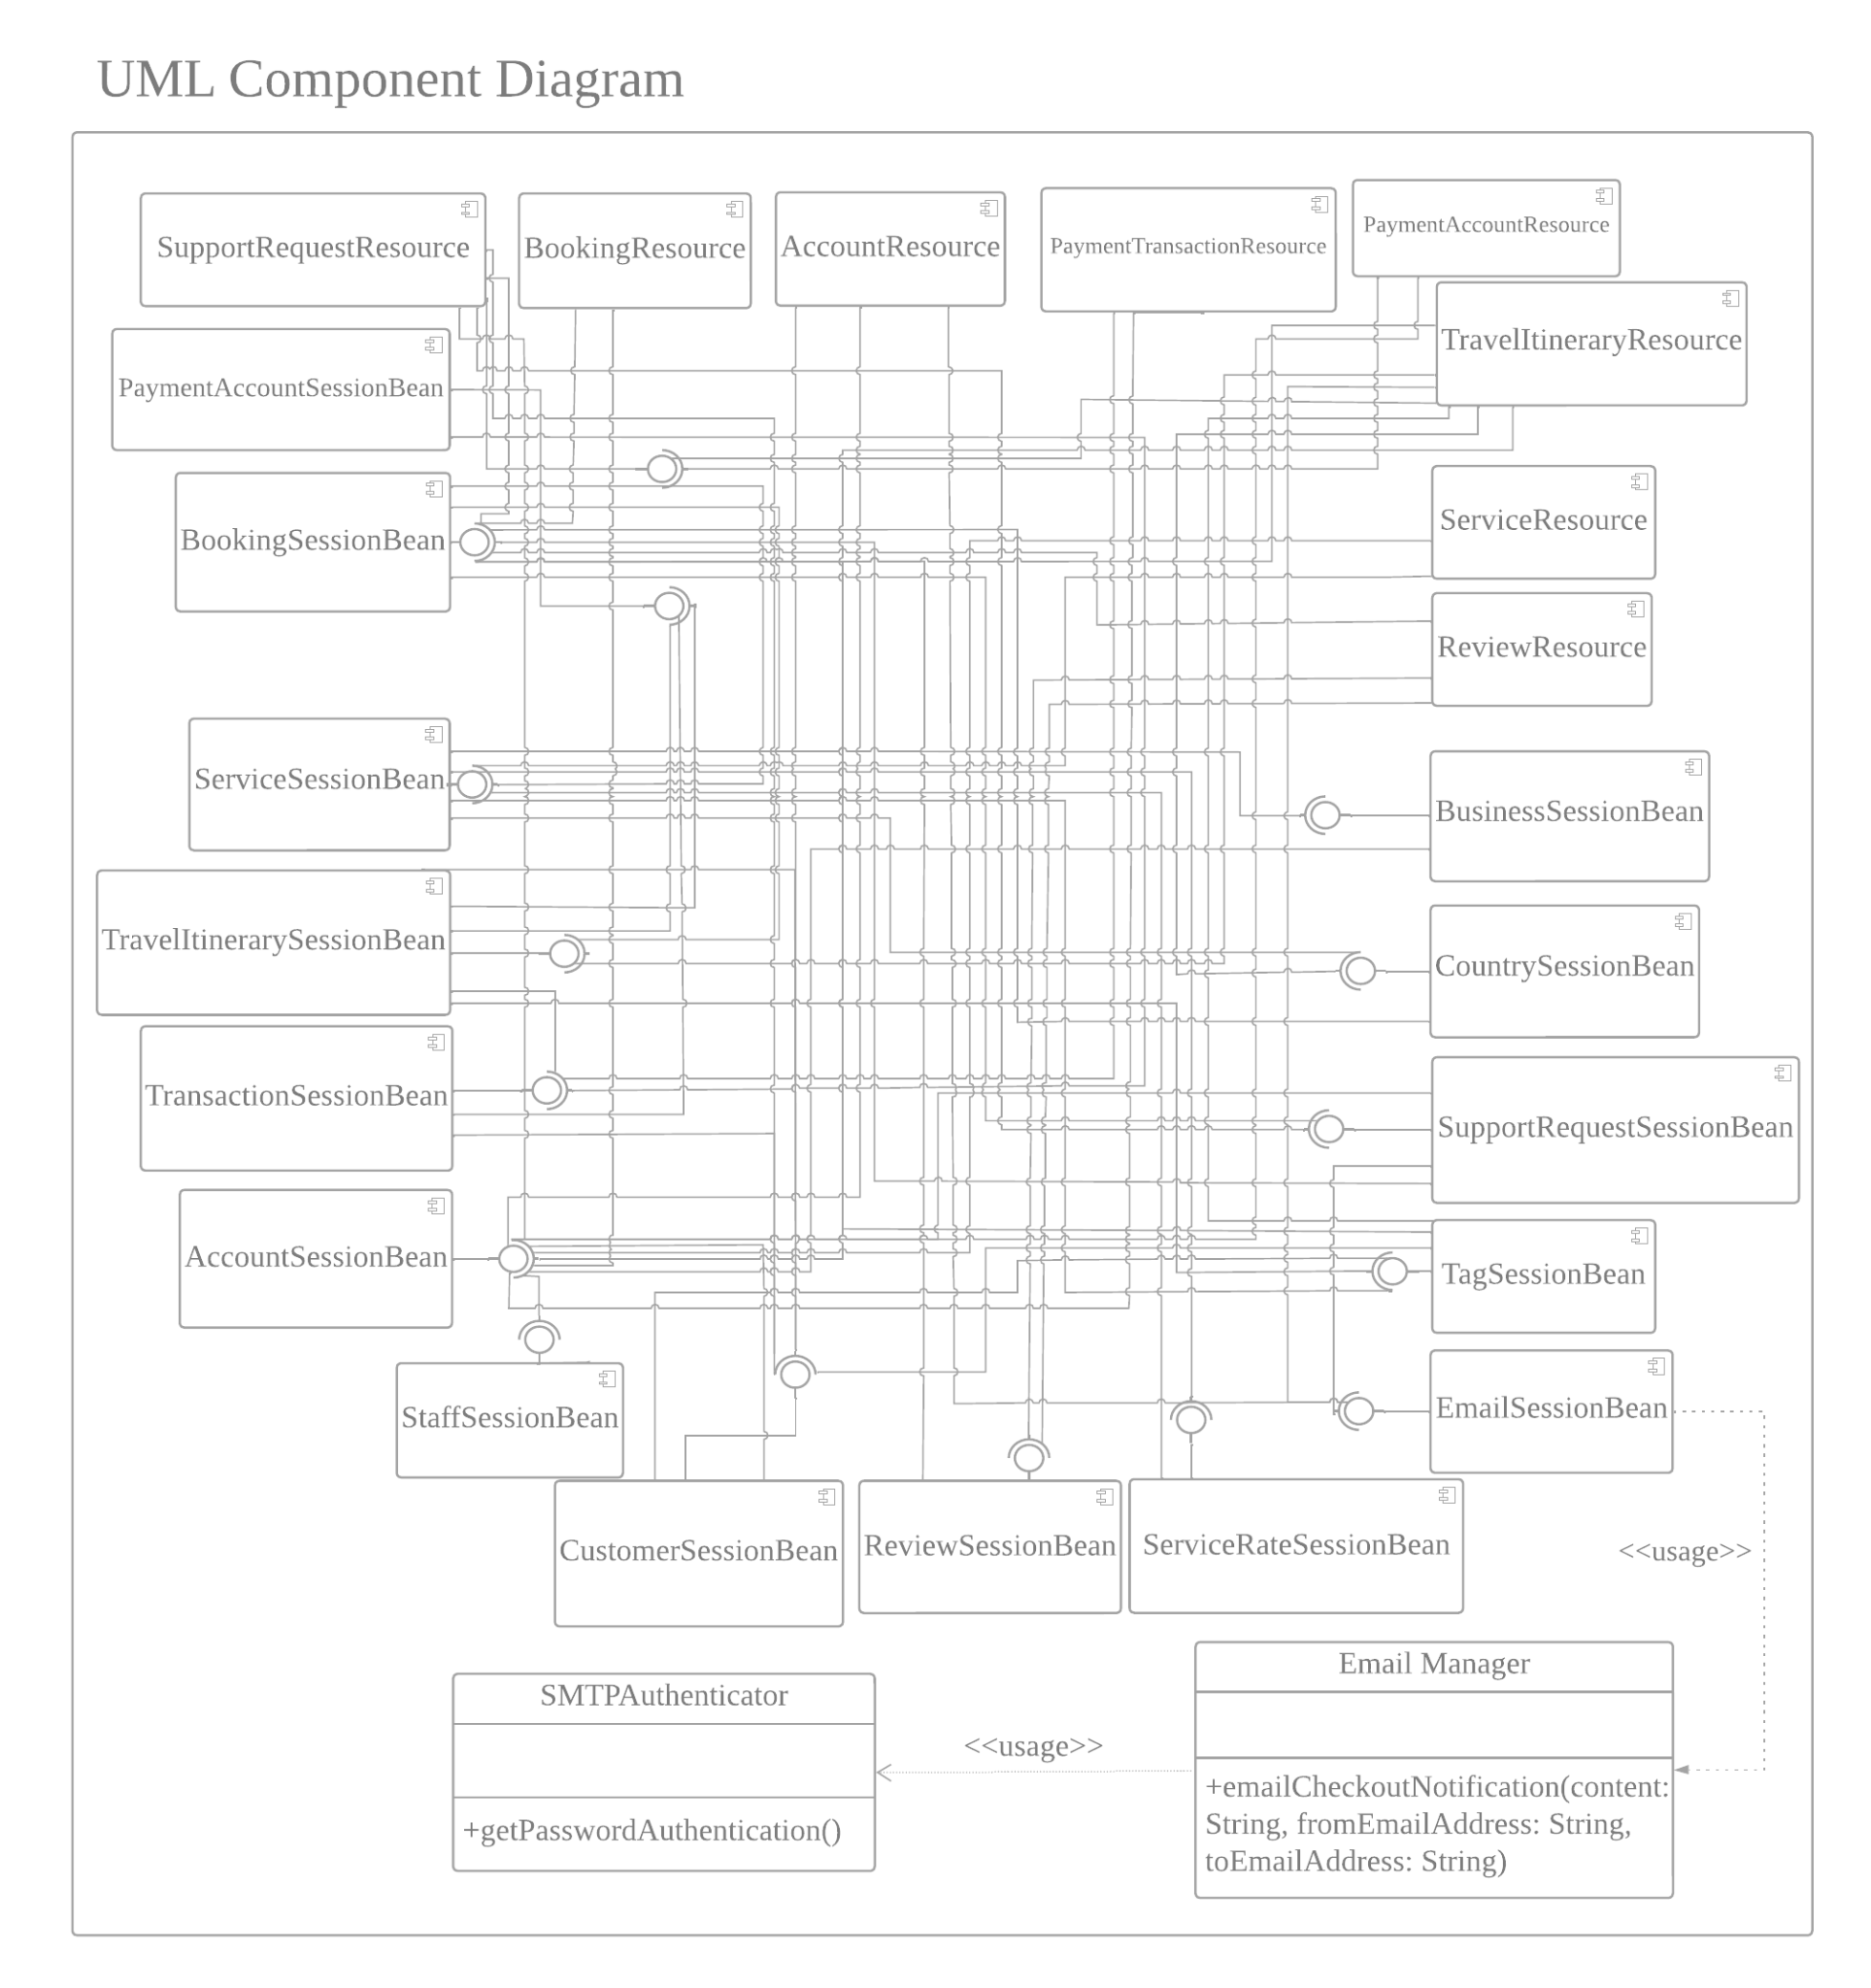 UML Component Diagram
SupportRequestResource
BookingResource
AccountResource
PaymentTransactionResource
PaymentAccountResource
TravelItineraryResource
PaymentAccountSessionBean
BookingSessionBean
ServiceResource
ReviewResource
ServiceSessionBean
BusinessSessionBean
TravelItinerarySessionBean
CountrySessionBean
TransactionSessionBean
SupportRequestSessionBean
AccountSessionBean
TagSessionBean
StaffSessionBean
EmailSessionBean
CustomerSessionBean
ReviewSessionBean
ServiceRateSessionBean
<<usage>>
SMTPAuthenticator
+getPasswordAuthentication()
<<usage>>
Email Manager
+emailCheckoutNotification(content:
String, fromEmailAddress: String,
toEmailAddress: String)